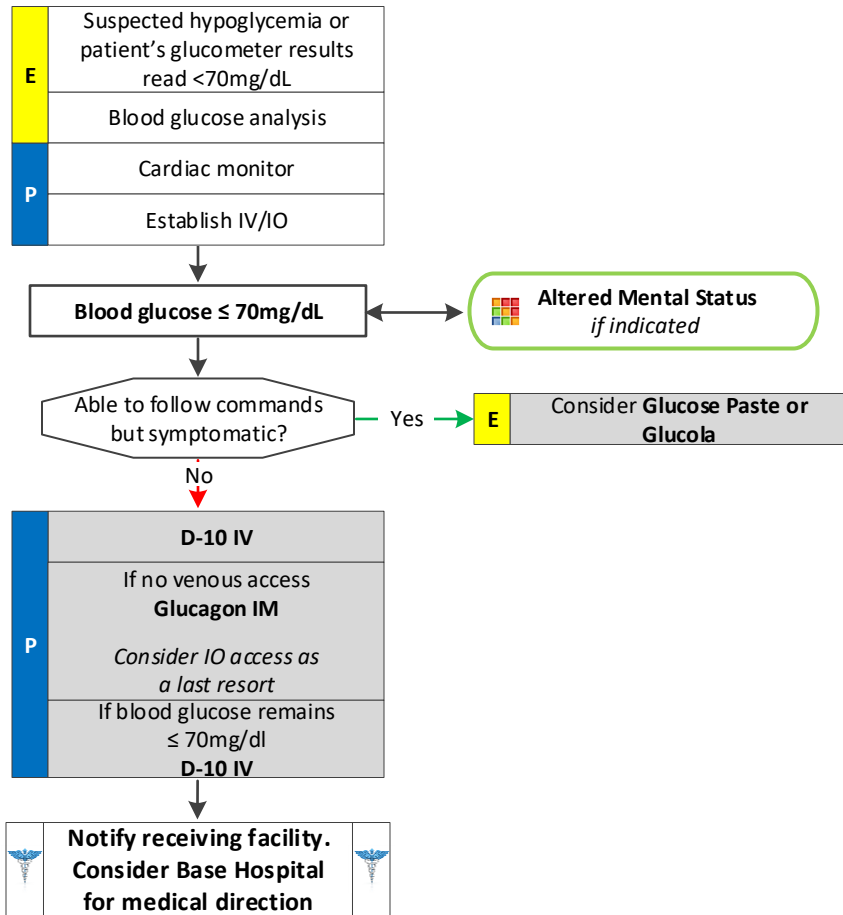 Suspected hypoglycemia or
patient's glucometer results
read <70mg/dL
E
Blood glucose analysis
Cardiac monitor
P
Establish IV/IO
Blood glucose ≤ 70mg/dL
Altered Mental Status
if indicated
Able to follow commands
but symptomatic?
Yes
E
Consider Glucose Paste or
Glucola
No
D-10 IV
If no venous access
Glucagon IM
P
Consider IO access as
a last resort
If blood glucose remains
≤ 70mg/dl
D-10 IV
Notify receiving facility.
Consider Base Hospital
for medical direction